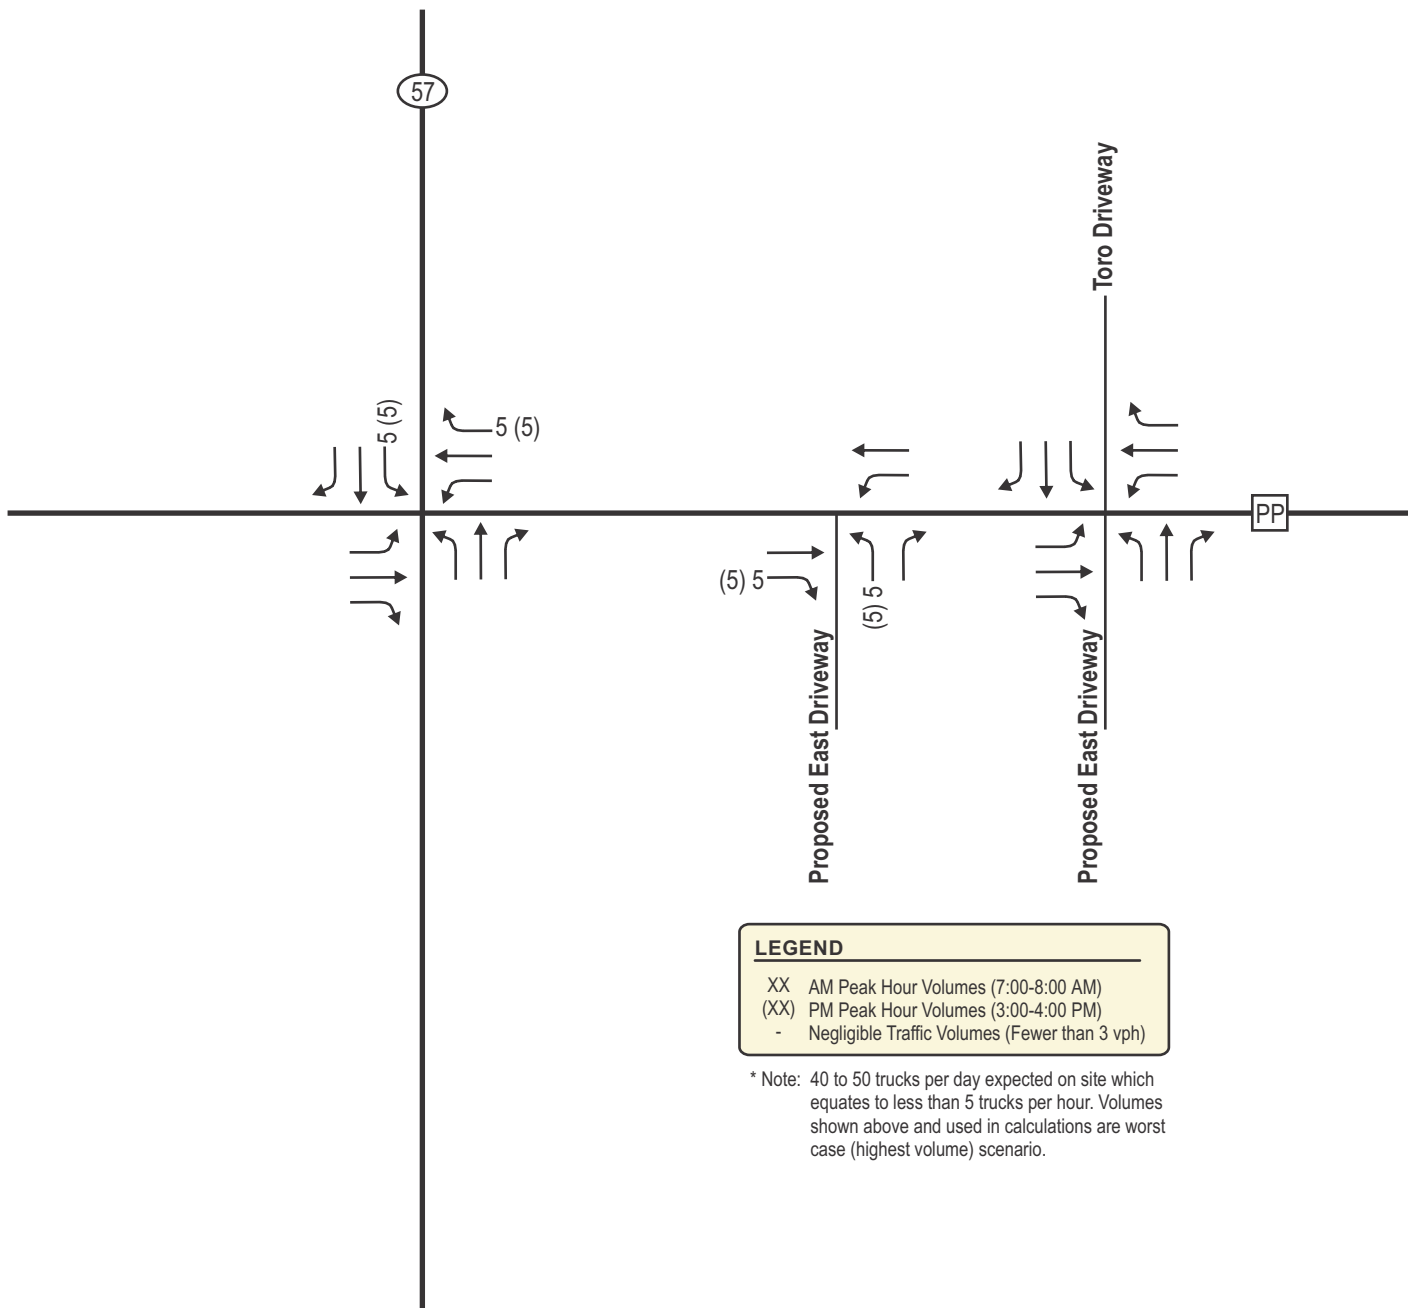 57
Toro Driveway
5 (5)
5 (5)
PP
(5) 5
(5) 5
Proposed East Driveway
Proposed East Driveway
LEGEND
XX AM Peak Hour Volumes (7:00-8:00 AM)
(XX) PM Peak Hour Volumes (3:00-4:00 PM)
- Negligible Traffic Volumes (Fewer than 3 vph)
* Note: 40 to 50 trucks per day expected on site which
equates to less than 5 trucks per hour. Volumes
shown above and used in calculations are worst
case (highest volume) scenario.